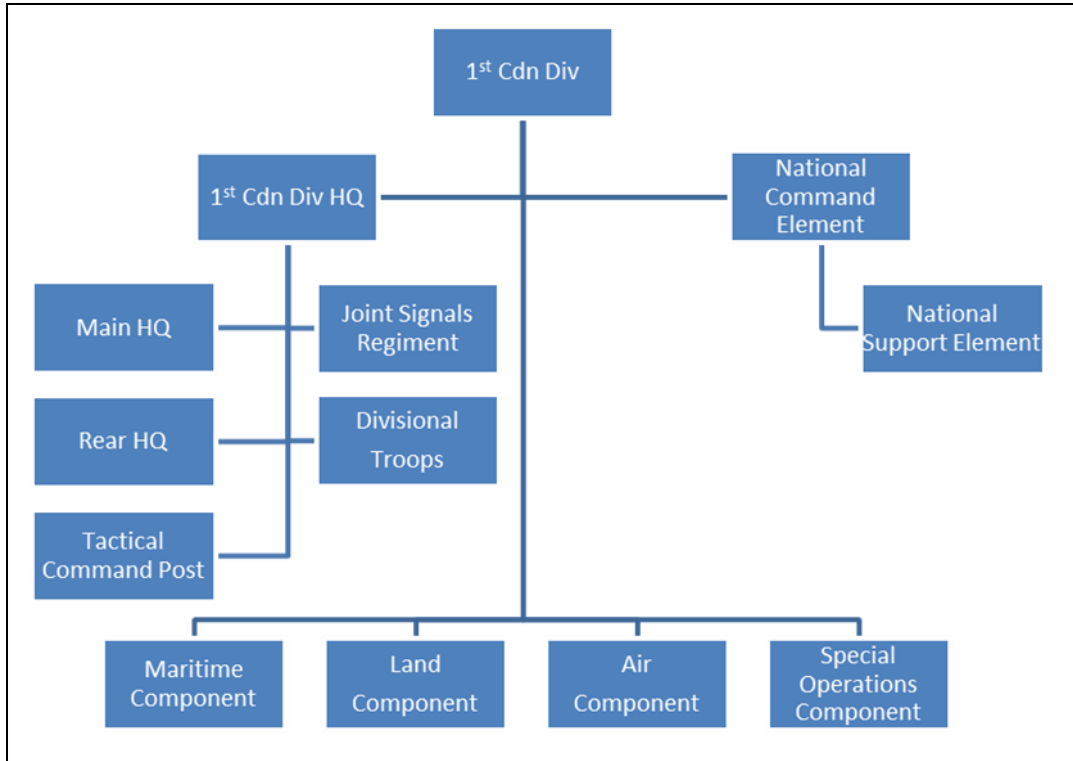 1st Cdn Div
1st Cdn Div HQ
National
Command
Element
Main HQ
Joint Signals
Regiment
National
Support Element
Rear HQ
Divisional
Troops
Tactical
Command Post
Maritime
Component
Land
Component
Air
Component
Special
Operations
Component